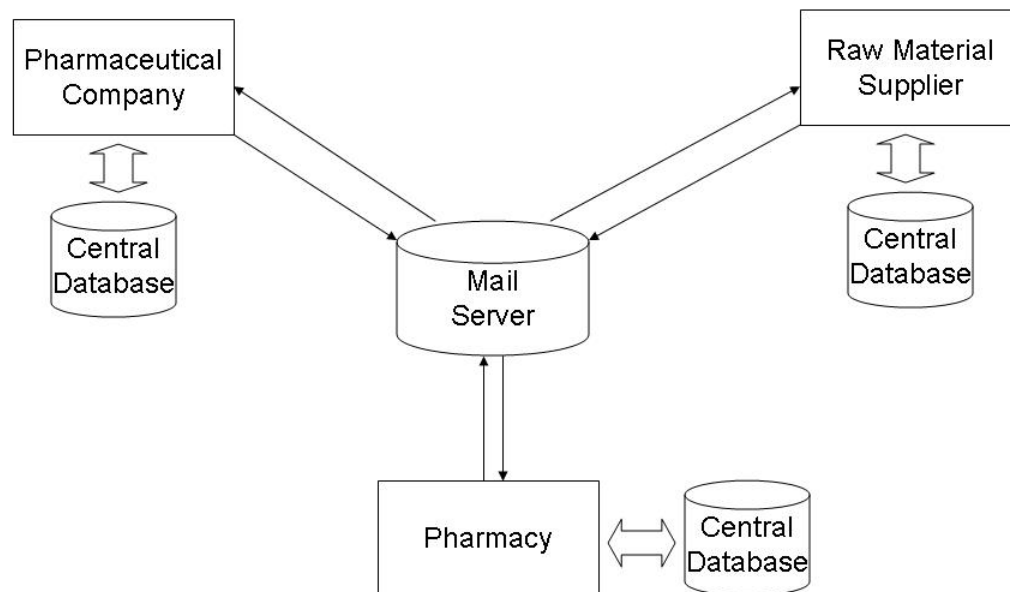 Pharmaceutical
Company
Raw Material
Supplier
Central
Database
Central
Database
Mail
Server
Pharmacy
Central
Database